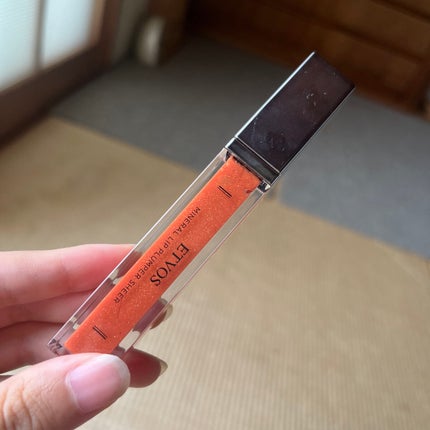 ETVOS
MINERAL LIP PLUMPER SHEER